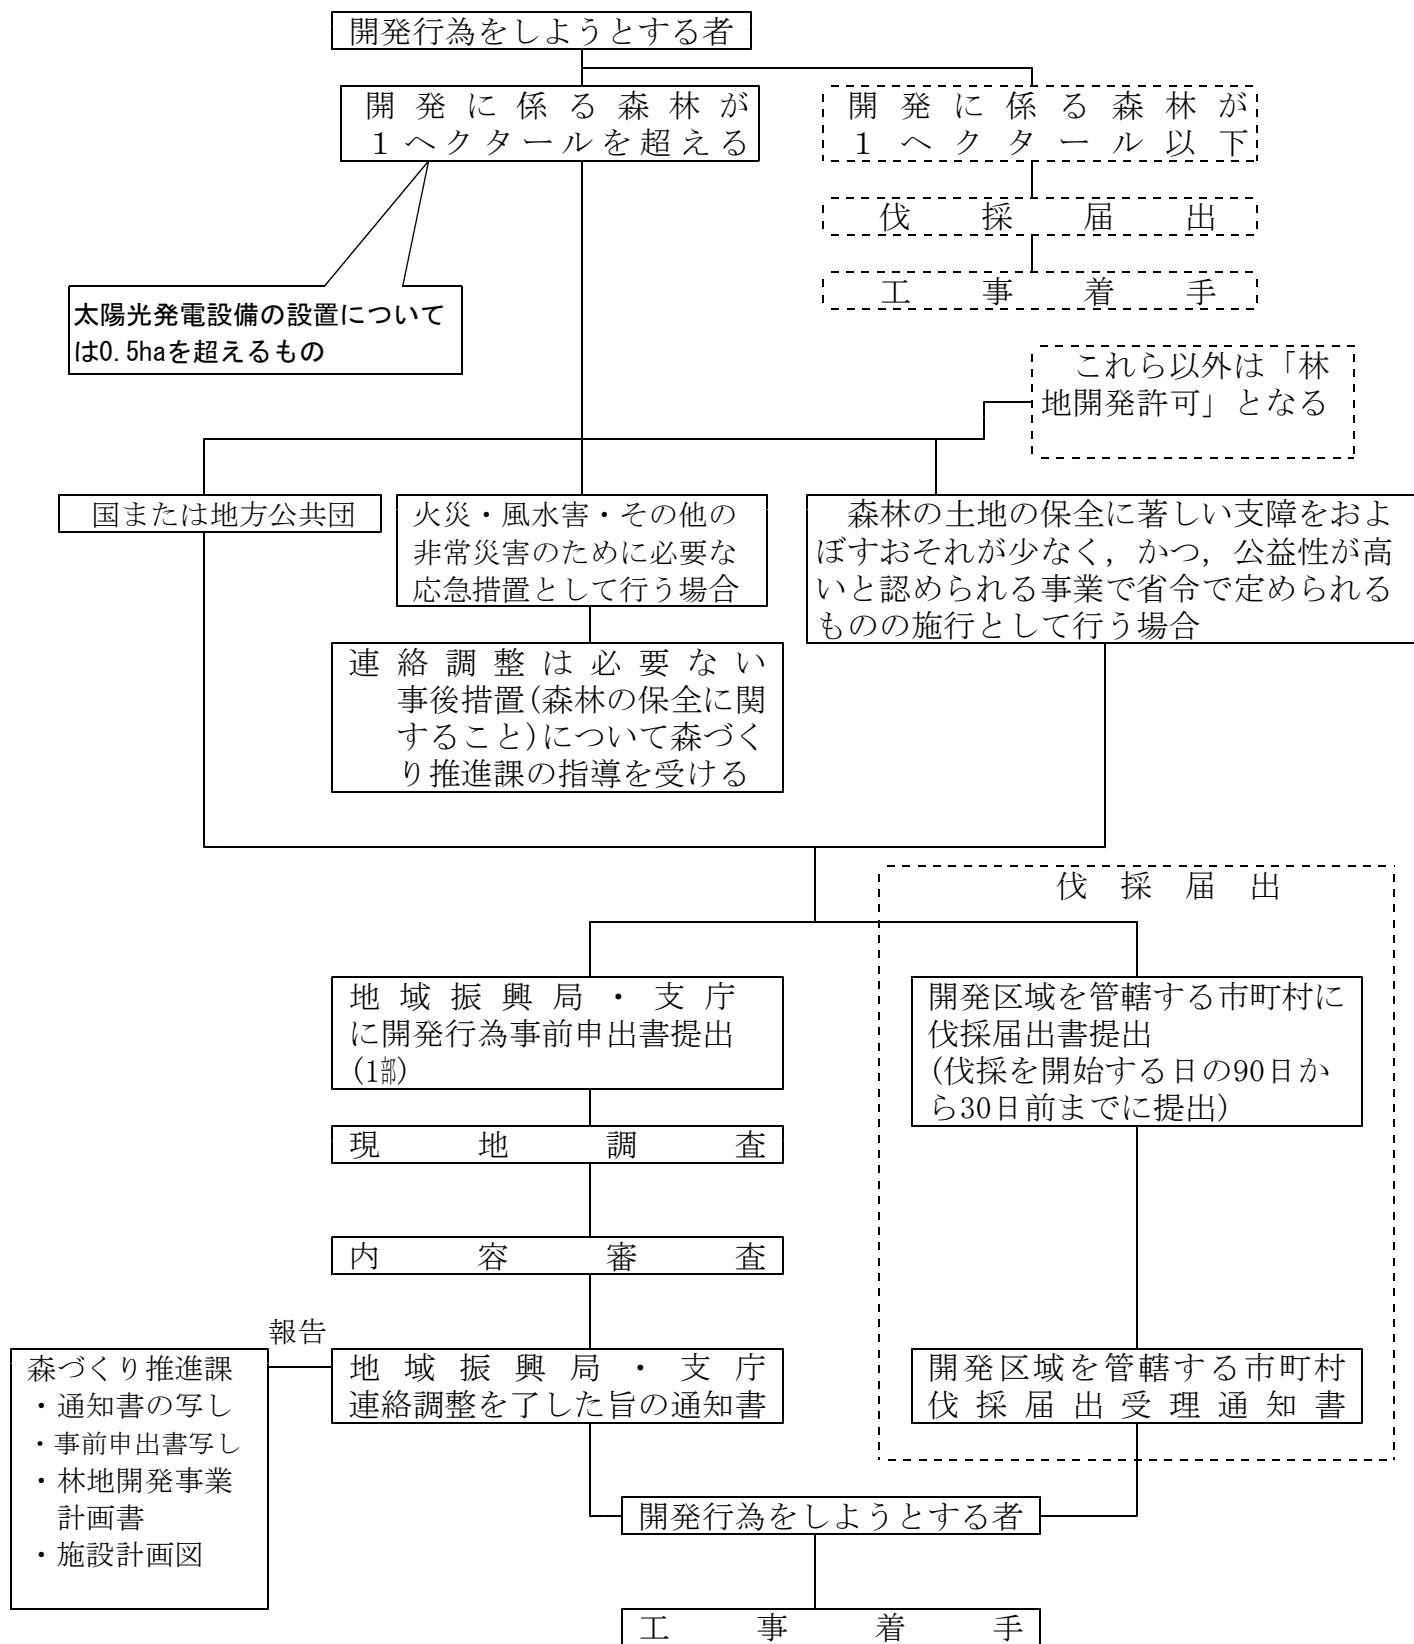 開発行為をしようとする者
開発に係る森林が
１ヘクタールを超える
開発に係る森林が
１ヘクタール以下
伐採届出
工事着手
太陽光発電設備の設置について
は0.5haを超えるもの
これら以外は「林
地開発許可」となる
国または地方公共団
火災・風水害・その他の
非常災害のために必要な
応急措置として行う場合
森林の土地の保全に著しい支障をおよ
ぼすおそれが少なく，かつ，公益性が高
いと認められる事業で省令で定められる
ものの施行として行う場合
連絡調整は必要ない
事後措置(森林の保全に関
すること)について森づく
り推進課の指導を受ける
伐採届出
地域振興局・支庁
に開発行為事前申出書提出
(1部)
開発区域を管轄する市町村に
伐採届出書提出
(伐採を開始する日の90日か
ら30日前までに提出)
現地調査
内容審査
報告
森づくり推進課
・通知書の写し
・事前申出書写し
・林地開発事業
計画書
・施設計画図
地域振興局・支庁
連絡調整を了した旨の通知書
開発区域を管轄する市町村
伐採届出受理通知書
開発行為をしようとする者
工事着手